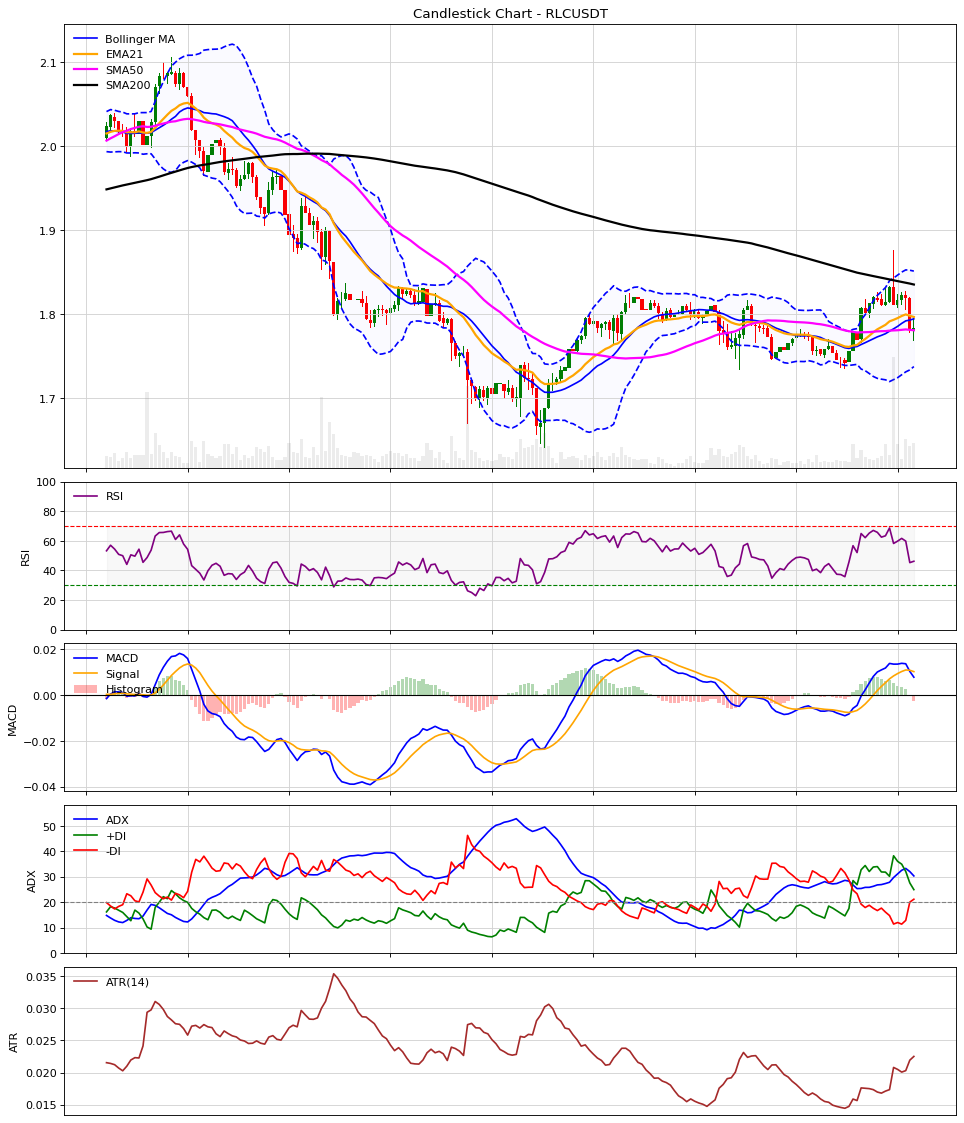 Candlestick Chart - RLCUSDT
Bollinger MA
EMA21
SMA50
SMA200
2.1
2.0
1.9
1.8
1.7
RSI
100
80
60
40
20
0
RSI
MACD
Signal
Histogram
0.02
0.00
−0.02
−0.04
MACD
ADX
+DI
-DI
50
40
30
20
10
0
ADX
ATR(14)
0.035
0.030
0.025
0.020
0.015
ATR